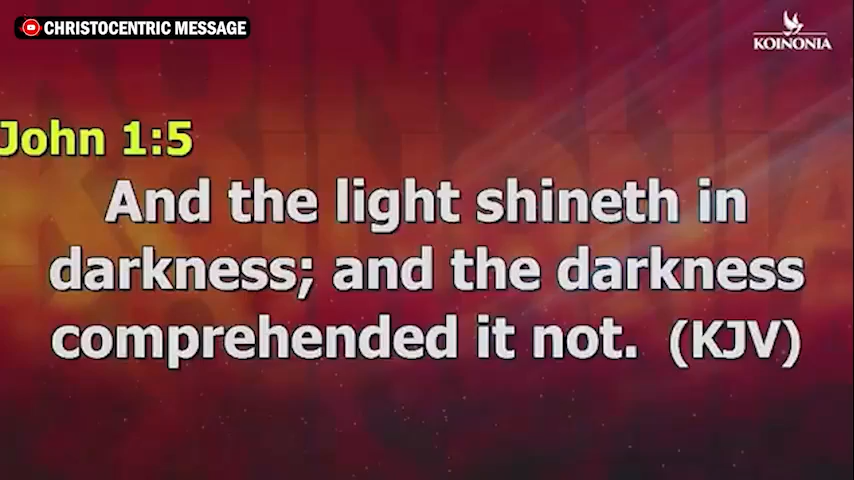 CHRISTOCENTRIC MESSAGE
KOINONIA
John 1:5
And the light shineth in
darkness; and the darkness
comprehended it not. (KJV)